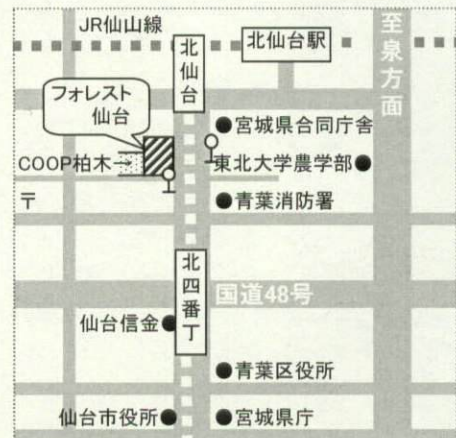 JR仙山線
北仙台
北仙台駅
至泉方面
フォレスト
仙台
宮城県合同庁舎
COOP柏木→
東北大学農学部
〒
青葉消防署
北四番丁
国道48号
仙台信金
青葉区役所
仙台市役所
宮城県庁